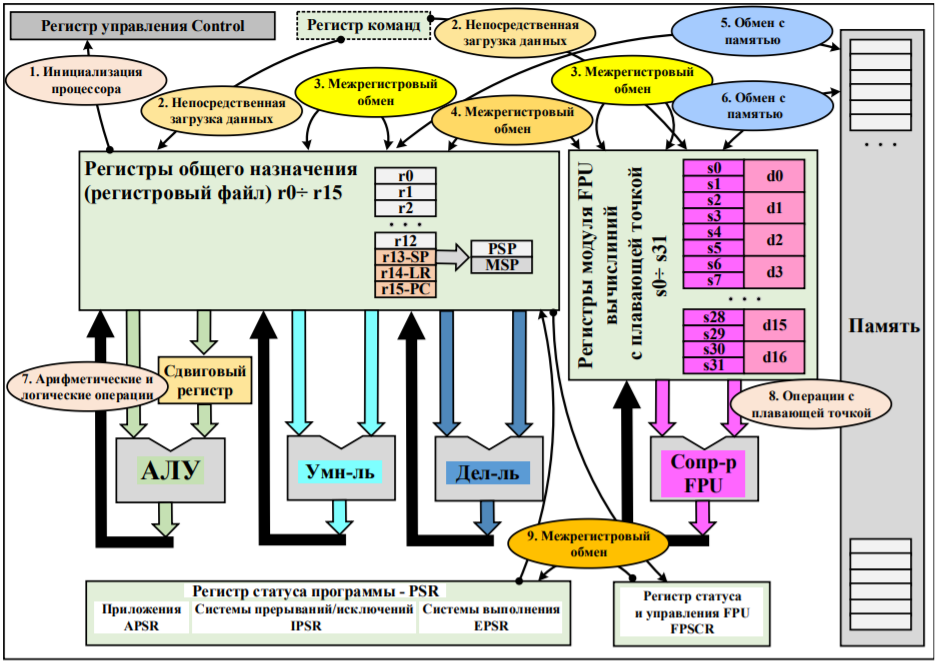 Регистр управления Control
Регистр команд
2. Непосредственная
загрузка данных
5. Обмен с
памятью
1. Инициализация
процессора
2. Непосредственная
загрузка данных
3. Межрегистровый
обмен
4. Межрегистровый
обмен
3. Межрегистровый
обмен
6. Обмен с
памятью
. . .
Регистры общего назначения
(регистровый файл) r0÷ r15
r0
r1
r2
. . .
r12
r13-SP
r14-LR
r15-PC
PSP
MSP
Регистры модуля FPU
вычислиний
с плавающей точкой
s0÷ s31
s0
s1
s2
s3
s4
s5
s6
s7
. . .
s28
s29
s30
s31
d0
d1
d2
d3
d15
d16
Память
7. Арифметические и
логические операции
Сдвиговый
регистр
8. Операции с
плавающей точкой
АЛУ
Умн-ль
Дел-ль
Сопр-р
FPU
9. Межрегистровый
обмен
Регистр статуса программы - PSR
Приложения
APSR
Системы прерываний/исключений
IPSR
Системы выполнения
EPSR
Регистр статуса
и управления FPU
FPSCR